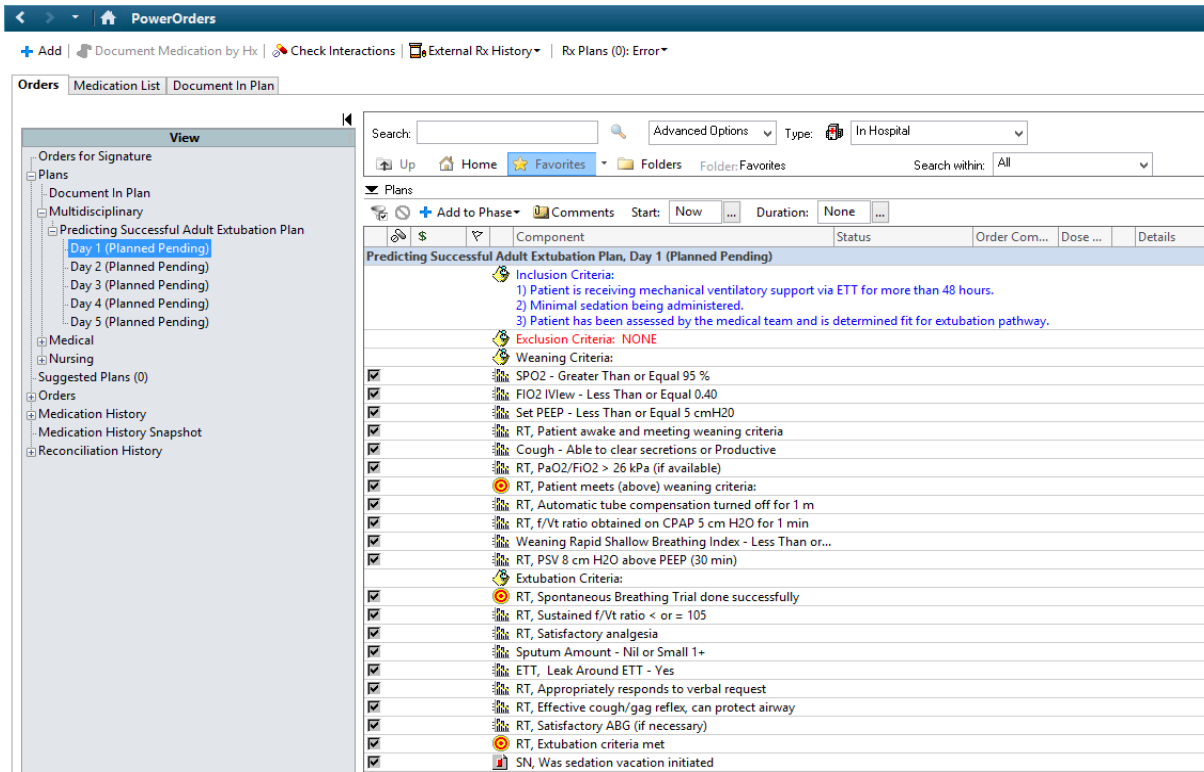 PowerOrders
Add | Document Medication by Hx | Check Interactions | External Rx History | Rx Plans (0): Error
Orders Medication List Document In Plan
View
Orders for Signature
Plans
Document In Plan
Multidisciplinary
Predicting Successful Adult Extubation Plan
Day 1 (Planned Pending)
Day 2 (Planned Pending)
Day 3 (Planned Pending)
Day 4 (Planned Pending)
Day 5 (Planned Pending)
Medical
Nursing
Suggested Plans (0)
Orders
Medication History
Medication History Snapshot
Reconciliation History
Search: Advanced Options Type: In Hospital
Up Home Favorites Folders Folder: Favorites Search within: All
Plans
Add to Phase Comments Start: Now ... Duration: None ...
$ Component Status Order Com... Dose ... Details
Predicting Successful Adult Extubation Plan, Day 1 (Planned Pending)
Inclusion Criteria:
1) Patient is receiving mechanical ventilatory support via ETT for more than 48 hours.
2) Minimal sedation being administered.
3) Patient has been assessed by the medical team and is determined fit for extubation pathway.
Exclusion Criteria: NONE
Weaning Criteria:
SPO2 - Greater Than or Equal 95 %
FIO2 IVIew - Less Than or Equal 0.40
Set PEEP - Less Than or Equal 5 cmH20
RT, Patient awake and meeting weaning criteria
Cough - Able to clear secretions or Productive
RT, PaO2/FiO2 > 26 kPa (if available)
RT, Patient meets (above) weaning criteria:
RT, Automatic tube compensation turned off for 1 m
RT, f/Vt ratio obtained on CPAP 5 cm H2O for 1 min
Weaning Rapid Shallow Breathing Index - Less Than or...
RT, PSV 8 cm H2O above PEEP (30 min)
Extubation Criteria:
RT, Spontaneous Breathing Trial done successfully
RT, Sustained f/Vt ratio < or = 105
RT, Satisfactory analgesia
Sputum Amount - Nil or Small 1+
ETT, Leak Around ETT - Yes
RT, Appropriately responds to verbal request
RT, Effective cough/gag reflex, can protect airway
RT, Satisfactory ABG (if necessary)
RT, Extubation criteria met
SN, Was sedation vacation initiated